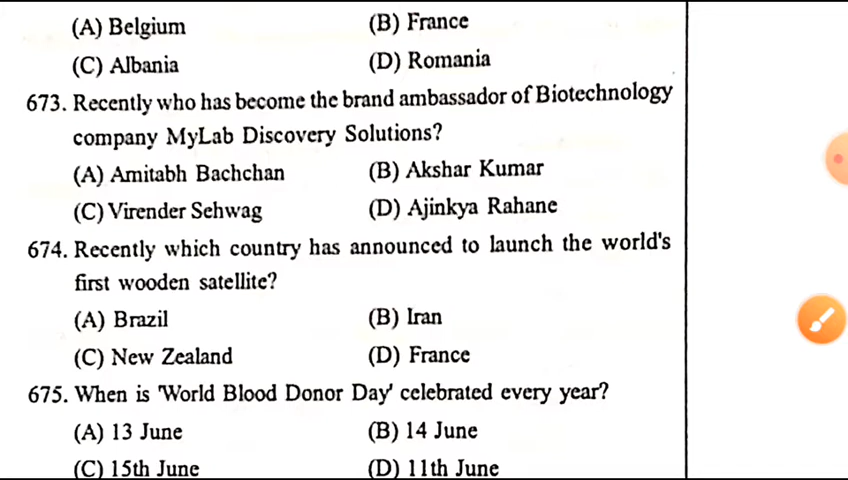 (A) Belgium (B) France
(C) Albania (D) Romania
673. Recently who has become the brand ambassador of Biotechnology
company MyLab Discovery Solutions?
(A) Amitabh Bachchan (B) Akshar Kumar
(C) Virender Sehwag (D) Ajinkya Rahane
674. Recently which country has announced to launch the world's
first wooden satellite?
(A) Brazil (B) Iran
(C) New Zealand (D) France
675. When is 'World Blood Donor Day' celebrated every year?
(A) 13 June (B) 14 June
(C) 15th June (D) 11th June